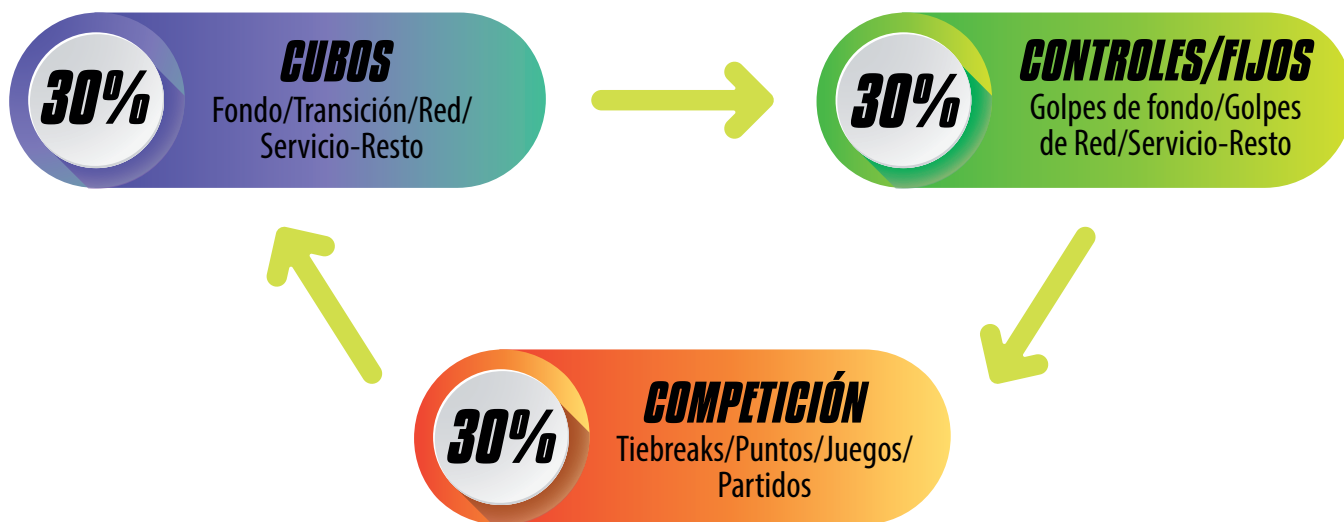 30%
CUBOS
Fondo/Transición/Red/
Servicio-Resto
30%
CONTROLES/FIJOS
Golpes de fondo/Golpes
de Red/Servicio-Resto
30%
COMPETICIÓN
Tiebreaks/Puntos/Juegos/
Partidos